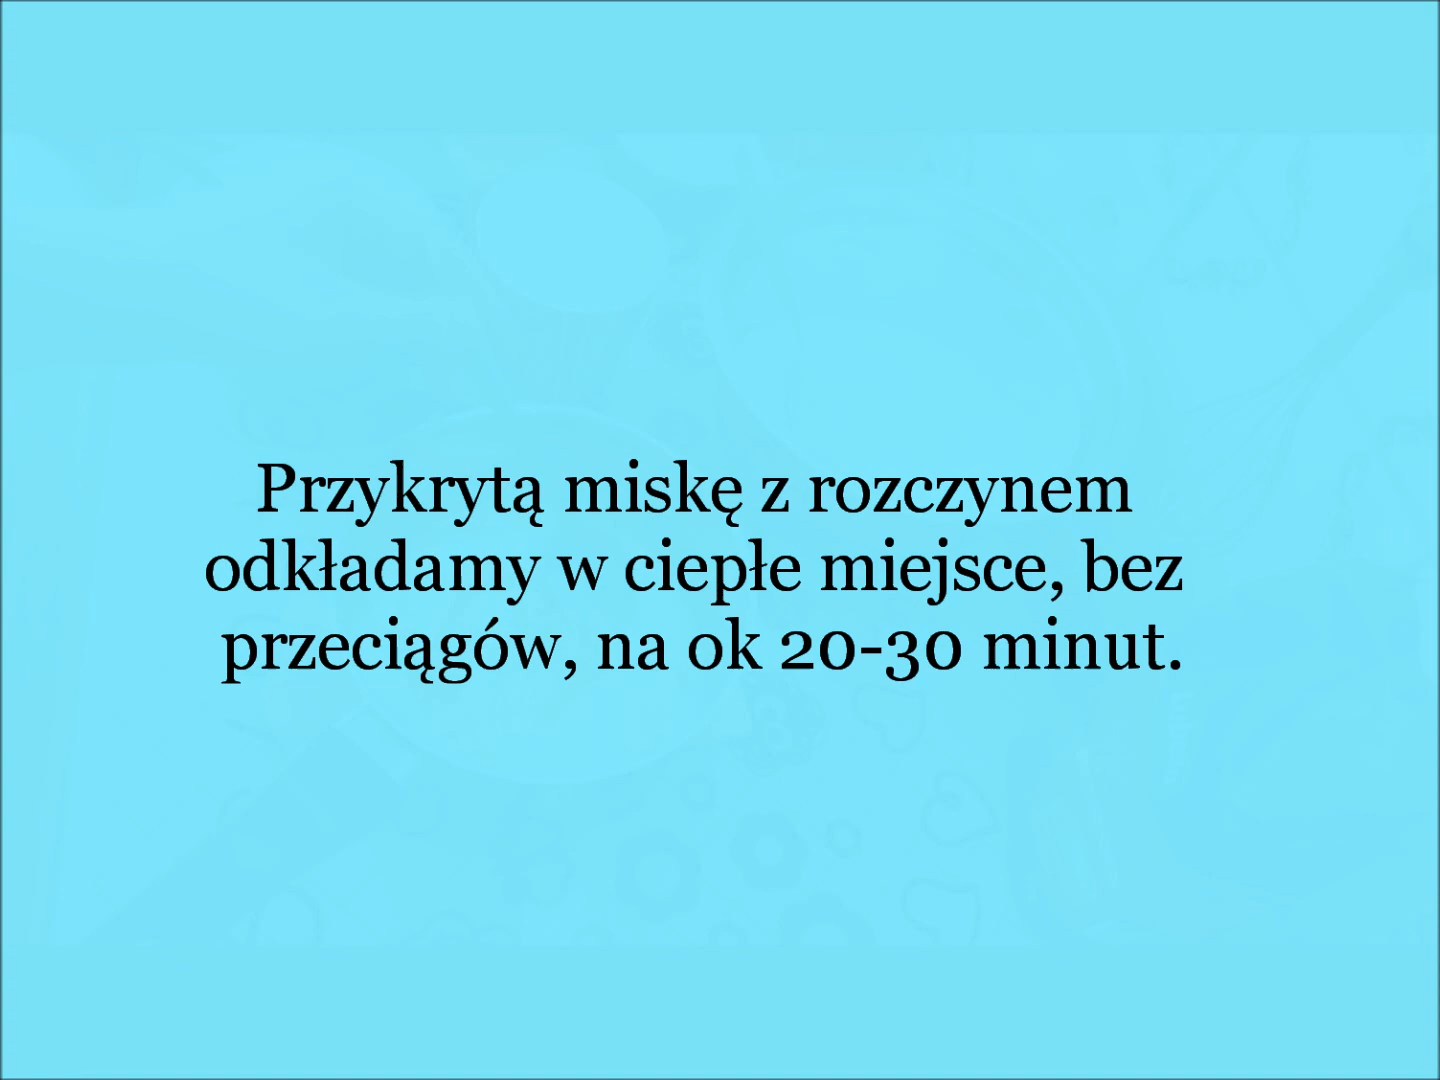 Przykrytą miskę z rozczynem
odkładamy w ciepłe miejsce, bez
przeciągów, na ok 20-30 minut.